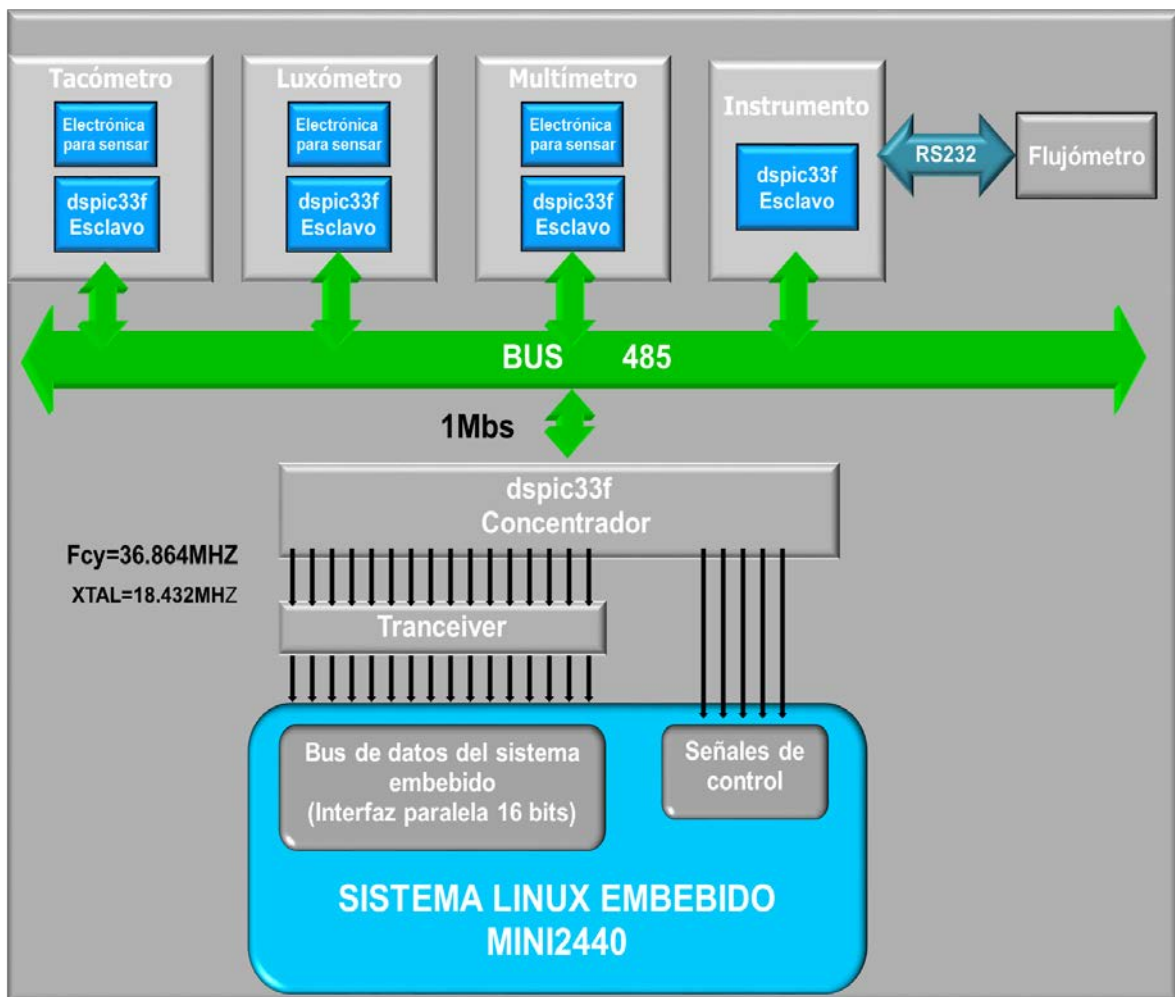 Tacómetro
Electrónica
para sensar
dspic33f
Esclavo
Luxómetro
Electrónica
para sensar
dspic33f
Esclavo
Multímetro
Electrónica
para sensar
dspic33f
Esclavo
Instrumento
dspic33f
Esclavo
RS232
Flujómetro
BUS 485
1Mbs
dspic33f
Concentrador
Fcy=36.864MHZ
XTAL=18.432MHZ
Tranceiver
Bus de datos del sistema
embebido
(Interfaz paralela 16 bits)
Señales de
control
SISTEMA LINUX EMBEBIDO
MINI2440